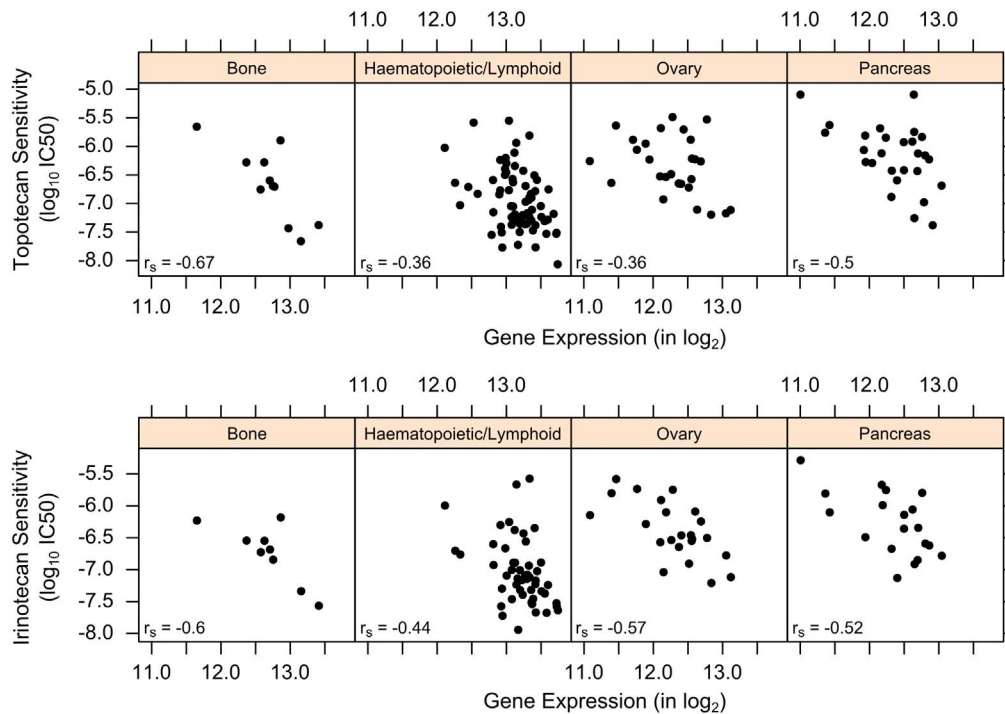 11.0 12.0 13.0 11.0 12.0 13.0
Bone Haematopoietic/Lymphoid Ovary Pancreas
Topotecan Sensitivity
(log10 IC50)
-5.0
-5.5
-6.0
-6.5
-7.0
-7.5
-8.0
rs = -0.67 rs = -0.36 rs = -0.36 rs = -0.5
11.0 12.0 13.0 11.0 12.0 13.0
Gene Expression (in log2)
11.0 12.0 13.0 11.0 12.0 13.0
Bone Haematopoietic/Lymphoid Ovary Pancreas
Irinotecan Sensitivity
(log10 IC50)
-5.5
-6.0
-6.5
-7.0
-7.5
-8.0
rs = -0.6 rs = -0.44 rs = -0.57 rs = -0.52
11.0 12.0 13.0 11.0 12.0 13.0
Gene Expression (in log2)